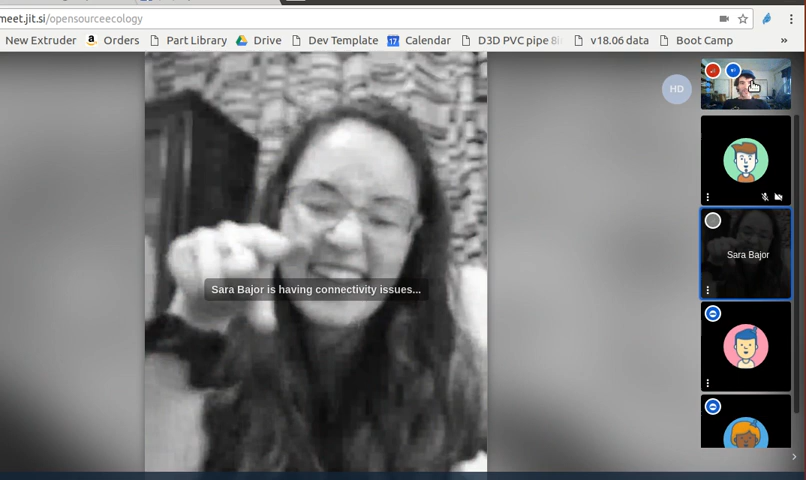 meet.jit.si/opensourceecology
New Extruder Orders Part Library Drive Dev Template 17 Calendar D3D PVC pipe v18.06 data Boot Camp »
HD
Sara Bajor
Sara Bajor is having connectivity issues...